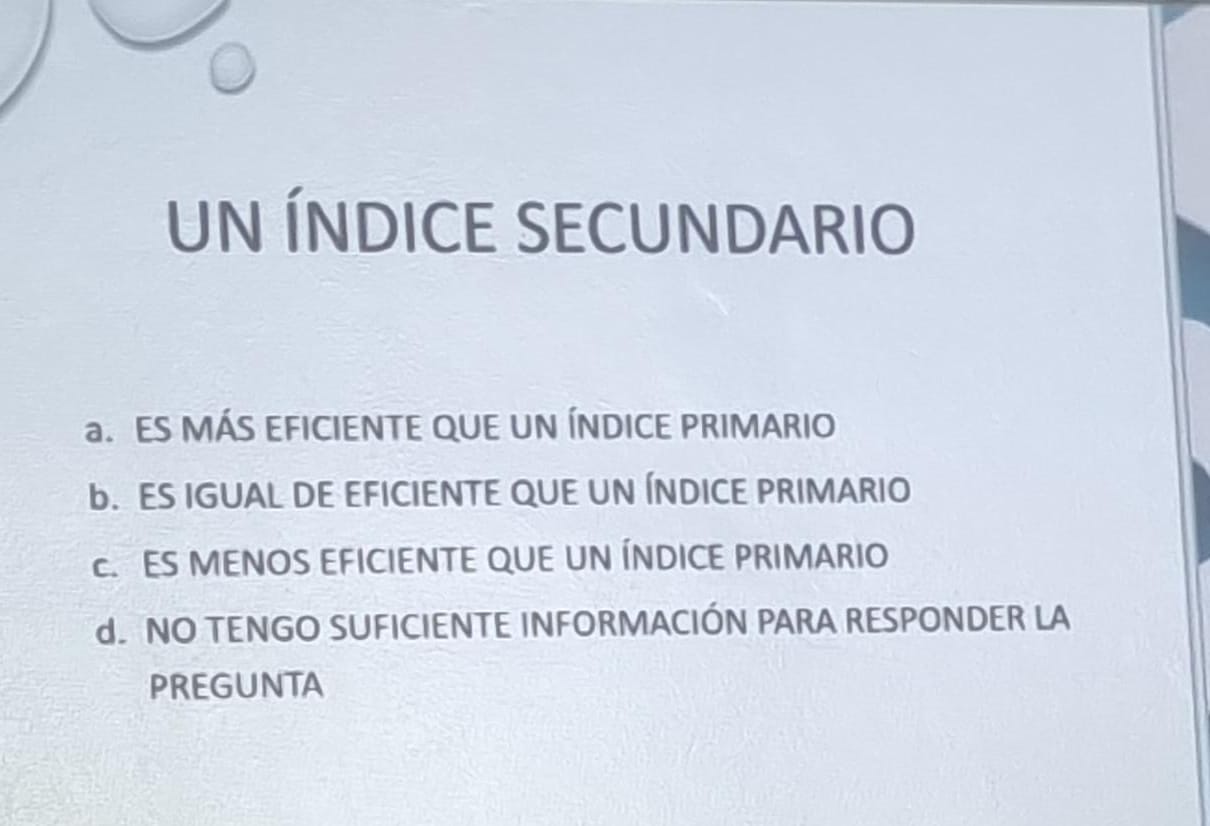 UN ÍNDICE SECUNDARIO
a. ES MÁS EFICIENTE QUE UN ÍNDICE PRIMARIO
b. ES IGUAL DE EFICIENTE QUE UN ÍNDICE PRIMARIO
c. ES MENOS EFICIENTE QUE UN ÍNDICE PRIMARIO
d. NO TENGO SUFICIENTE INFORMACIÓN PARA RESPONDER LA
PREGUNTA